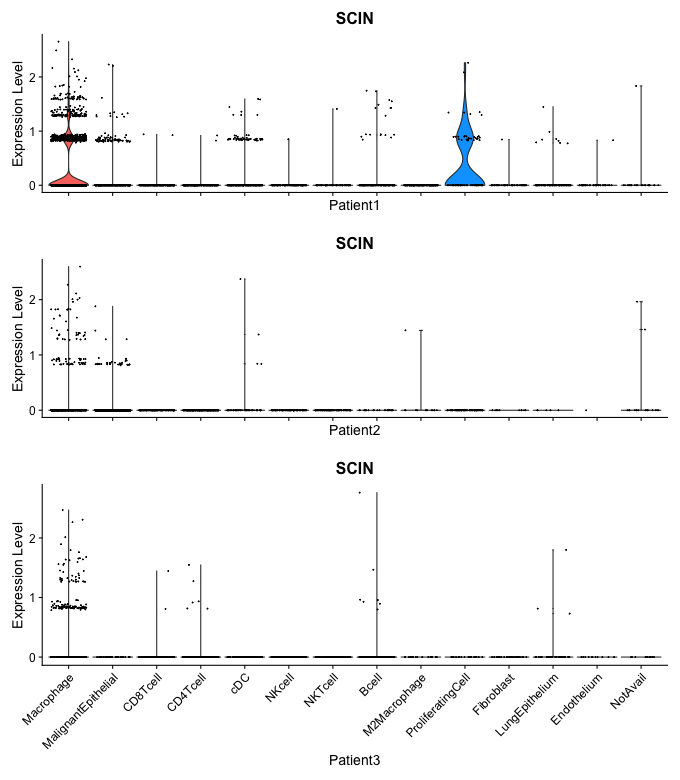 SCIN
Expression Level
2
1
0
Patient1
SCIN
Expression Level
2
1
0
Patient2
SCIN
Expression Level
2
1
0
Macrophage
MalignantEpithelial
CD8Tcell
CD4Tcell
cDC
NKcell
NKTcell
Bcell
M2Macrophage
ProliferatingCell
Fibroblast
LungEpithelium
Endothelium
NotAvail
Patient3